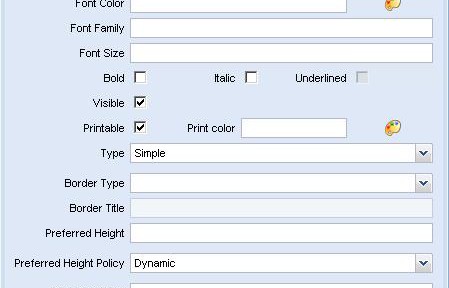 Font Color
Font Family
Font Size
Bold Italic Underlined
Visible
Printable Print color
Type Simple
Border Type
Border Title
Preferred Height
Preferred Height Policy Dynamic